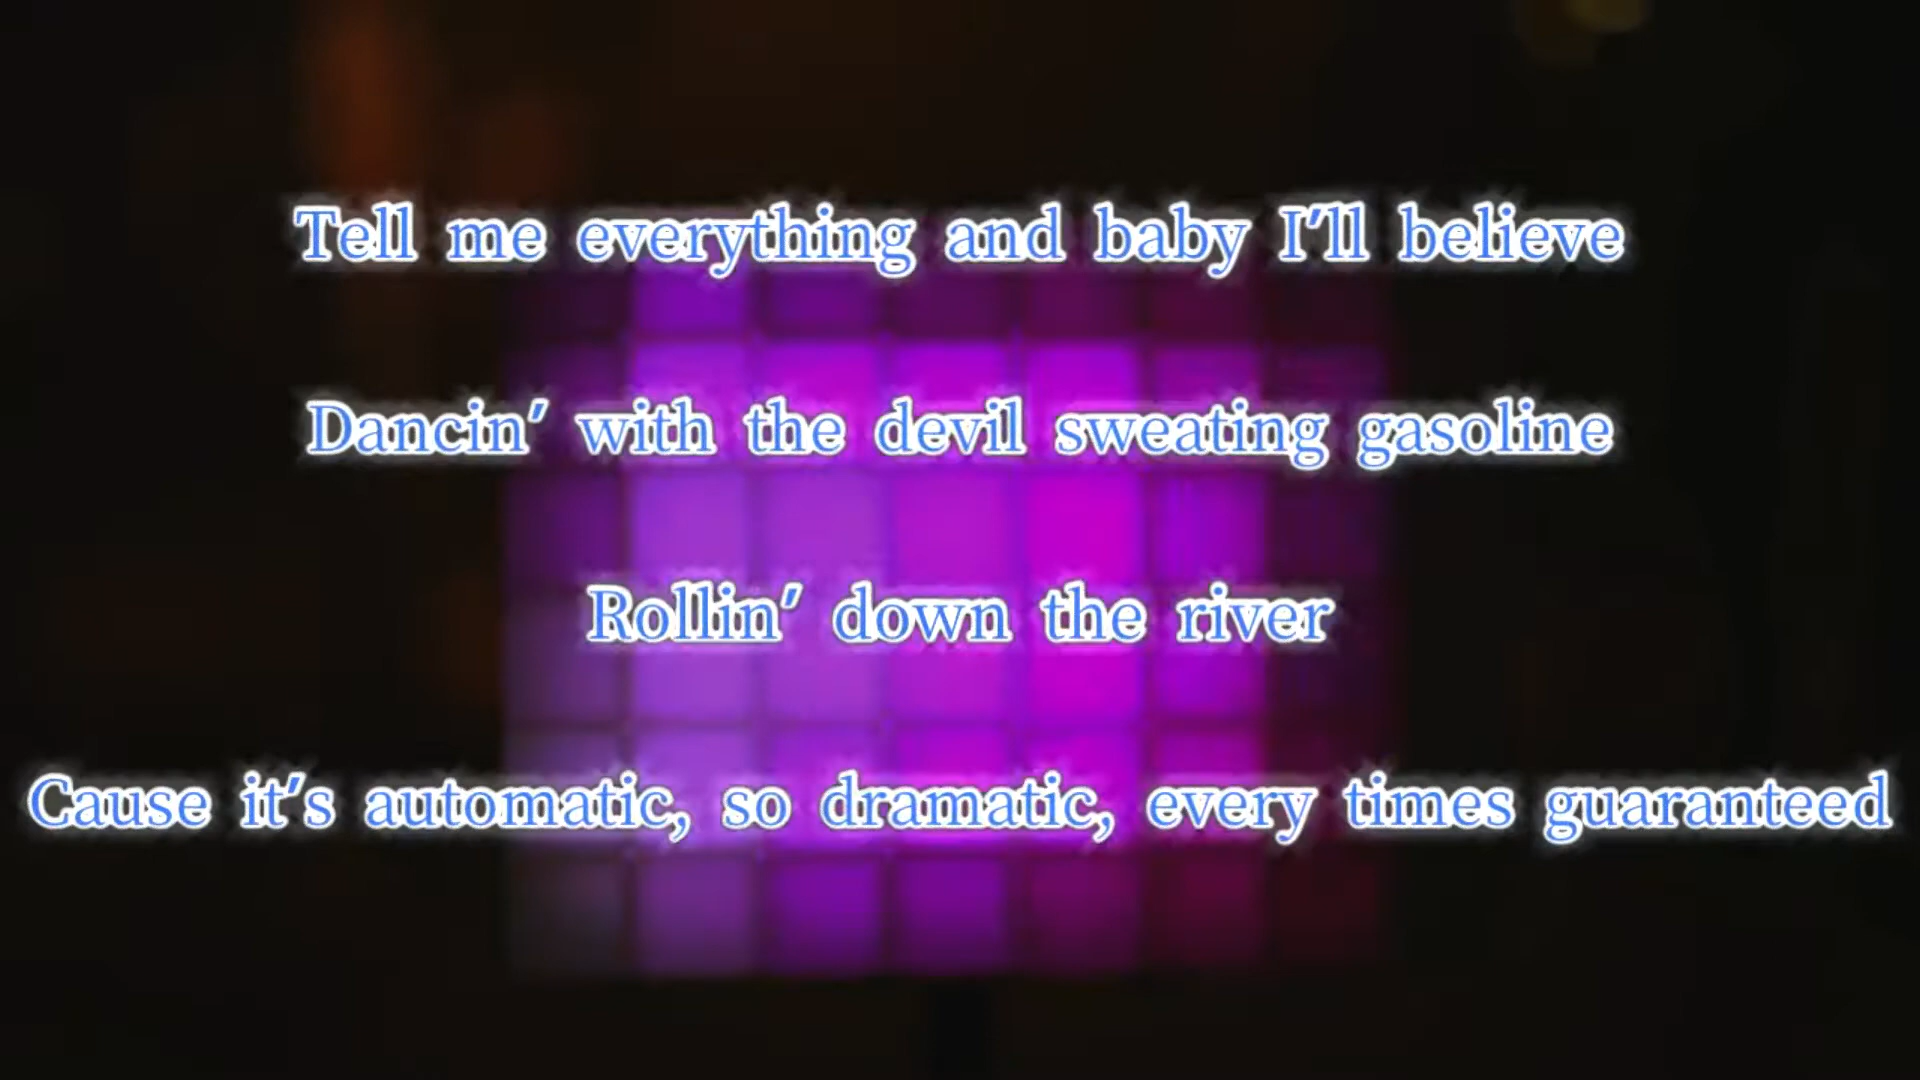 Tell me everything and baby I'll believe
Dancin' with the devil sweating gasoline
Rollin' down the river
Cause it's automatic, so dramatic, every times guaranteed